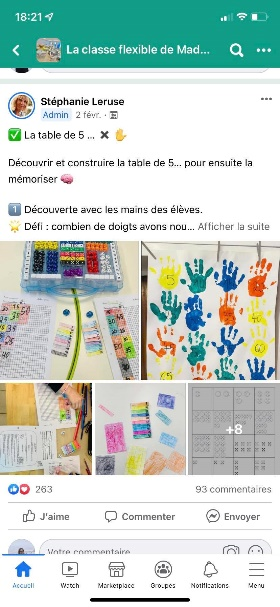 18:21
La classe flexible de Mad...
Stéphanie Leruse
Admin 2 févr. ·
✅ La table de 5 ... ✖ ✋
Découvrir et construire la table de 5... pour ensuite la
mémoriser 🧠
1️⃣ Découverte avec les mains des élèves.
🌟 Défi : combien de doigts avons nou... Afficher la suite
5
+8
263
93 commentaires
J'aime
Commenter
Envoyer
Votre commentaire
Accueil
Watch
Marketplace
Groupes
Notifications
Menu